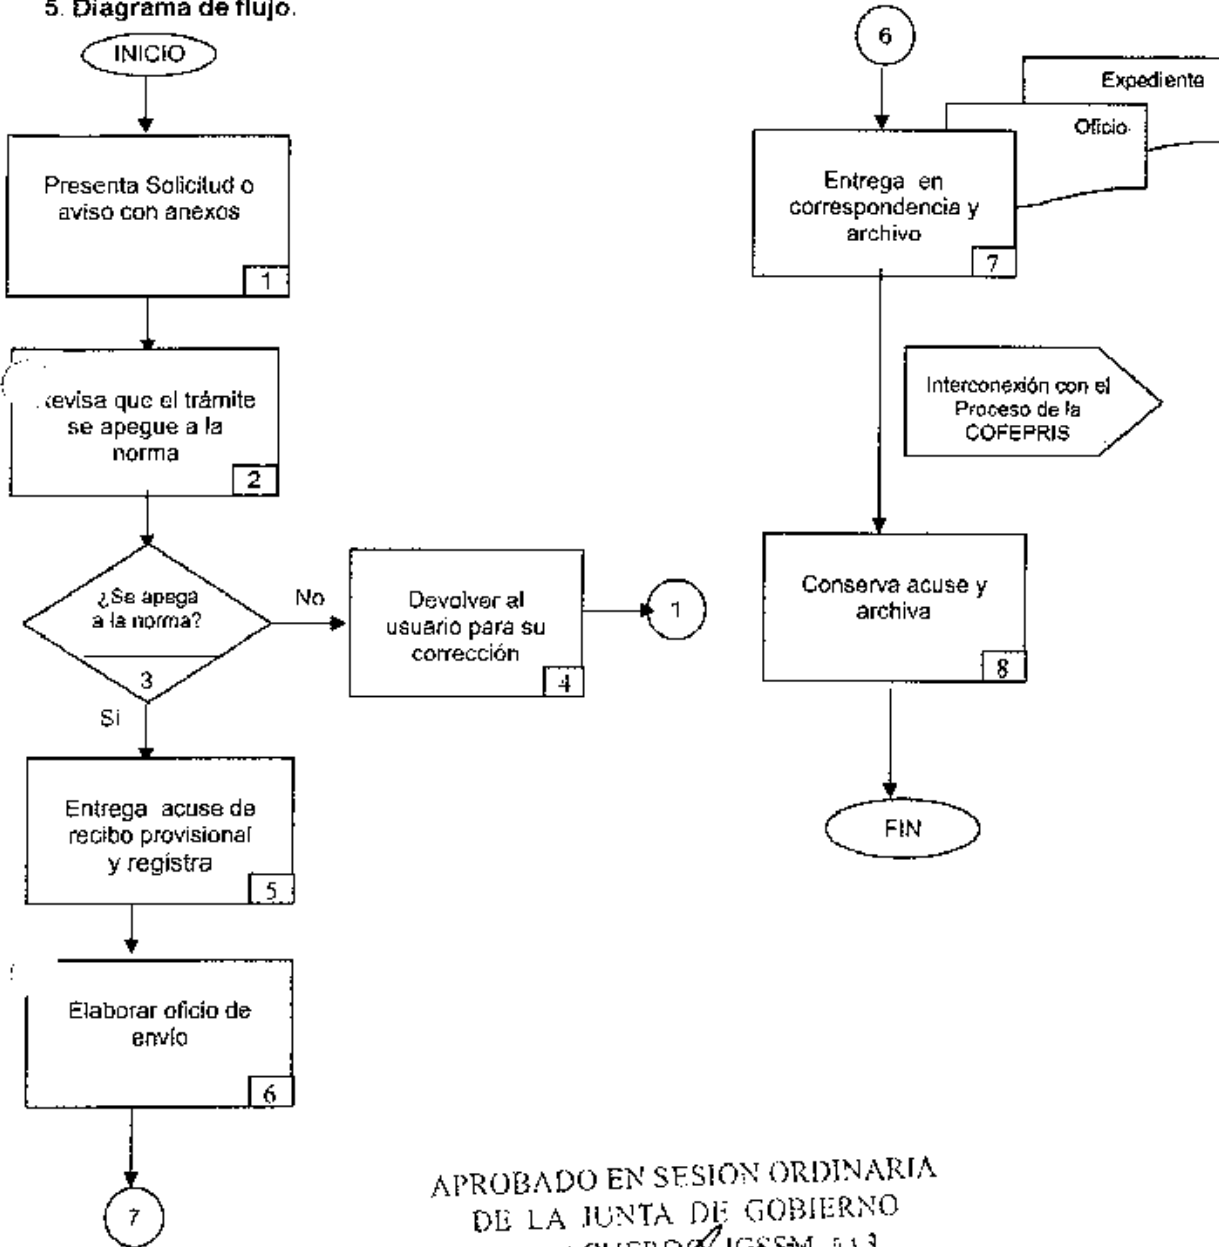 5. Diagrama de flujo.
INICIO
Presenta Solicitud o
aviso con anexos
1
revisa que el trámite
se apegue a la
norma
2
¿Se apega
a la norma?
3
No
Si
Devolver al
usuario para su
corrección
4
1
Entrega acuse de
recibo provisional
y registra
5
Elaborar oficio de
envío
6
7
6
Expediente
Oficio
Entrega en
correspondencia y
archivo
7
Interconexión con el
Proceso de la
COFEPRIS
Conserva acuse y
archiva
8
FIN
APROBADO EN SESION ORDINARIA
DE LA JUNTA DE GOBIERNO